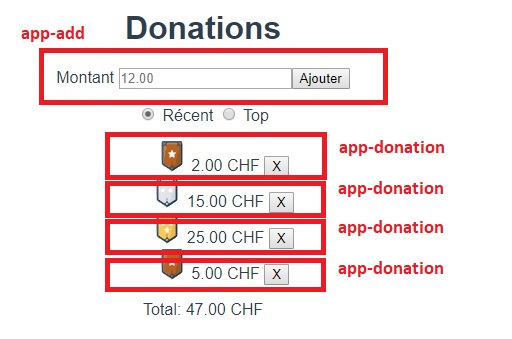 Donations
app-add
Montant 12.00 Ajouter
Récent Top
2.00 CHF X app-donation
15.00 CHF X app-donation
25.00 CHF X app-donation
5.00 CHF X app-donation
Total: 47.00 CHF